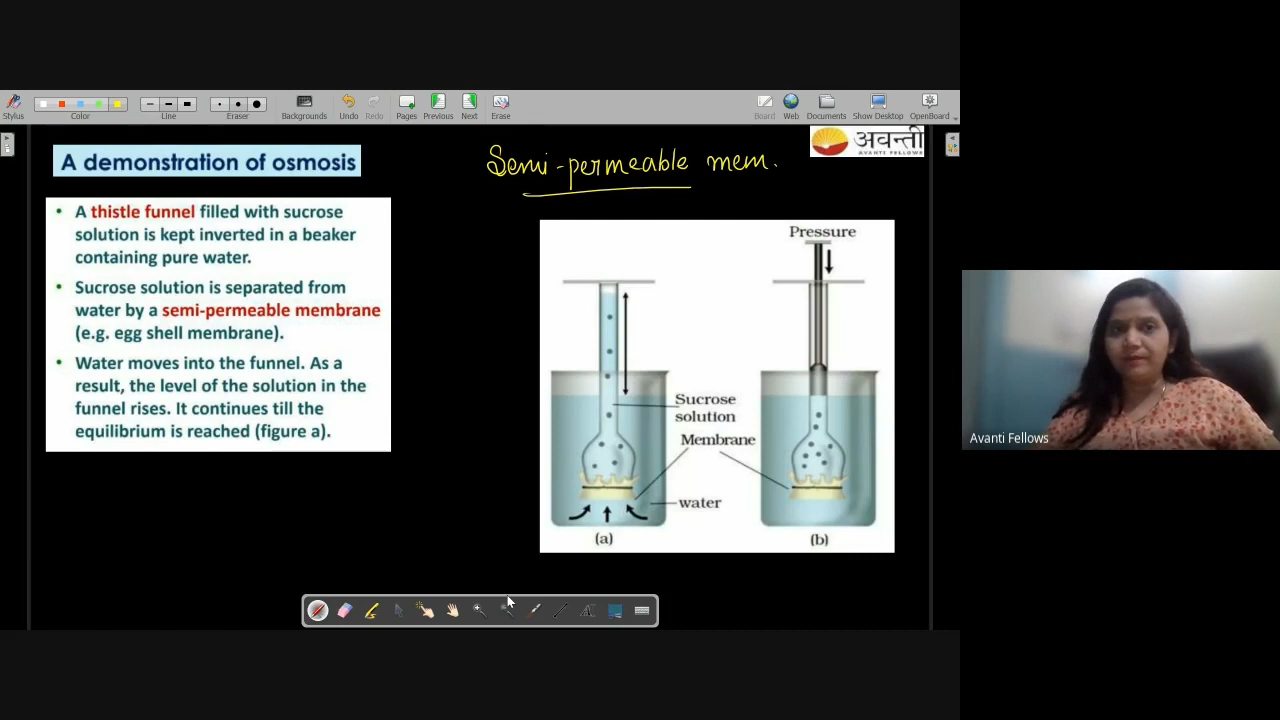 Stylus
Color
Line
Eraser
Backgrounds
Undo
Redo
Pages
Previous
Next
Erase
Board
Web
Documents
Show Desktop
OpenBoard
A demonstration of osmosis
Semi-permeable mem.
अवन्ती
AVANTI FELLOWS
• A thistle funnel filled with sucrose
solution is kept inverted in a beaker
containing pure water.
• Sucrose solution is separated from
water by a semi-permeable membrane
(e.g. egg shell membrane).
• Water moves into the funnel. As a
result, the level of the solution in the
funnel rises. It continues till the
equilibrium is reached (figure a).
Pressure
Sucrose
solution
Membrane
water
(a)
(b)
Avanti Fellows